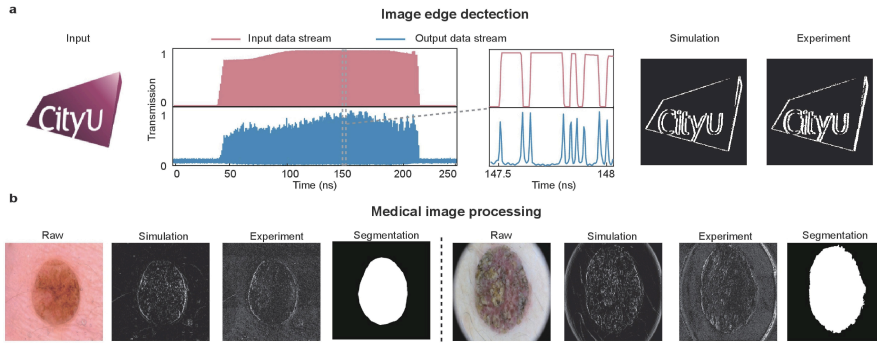 a
Image edge dectection
Input
Input data stream
Output data stream
Simulation
Experiment
CityU
Transmission
1
0
1
0
0 50 100 150 200 250
Time (ns)
147.5 148
Time (ns)
CityU
CityU
b
Medical image processing
Raw Simulation Experiment Segmentation Raw Simulation Experiment Segmentation